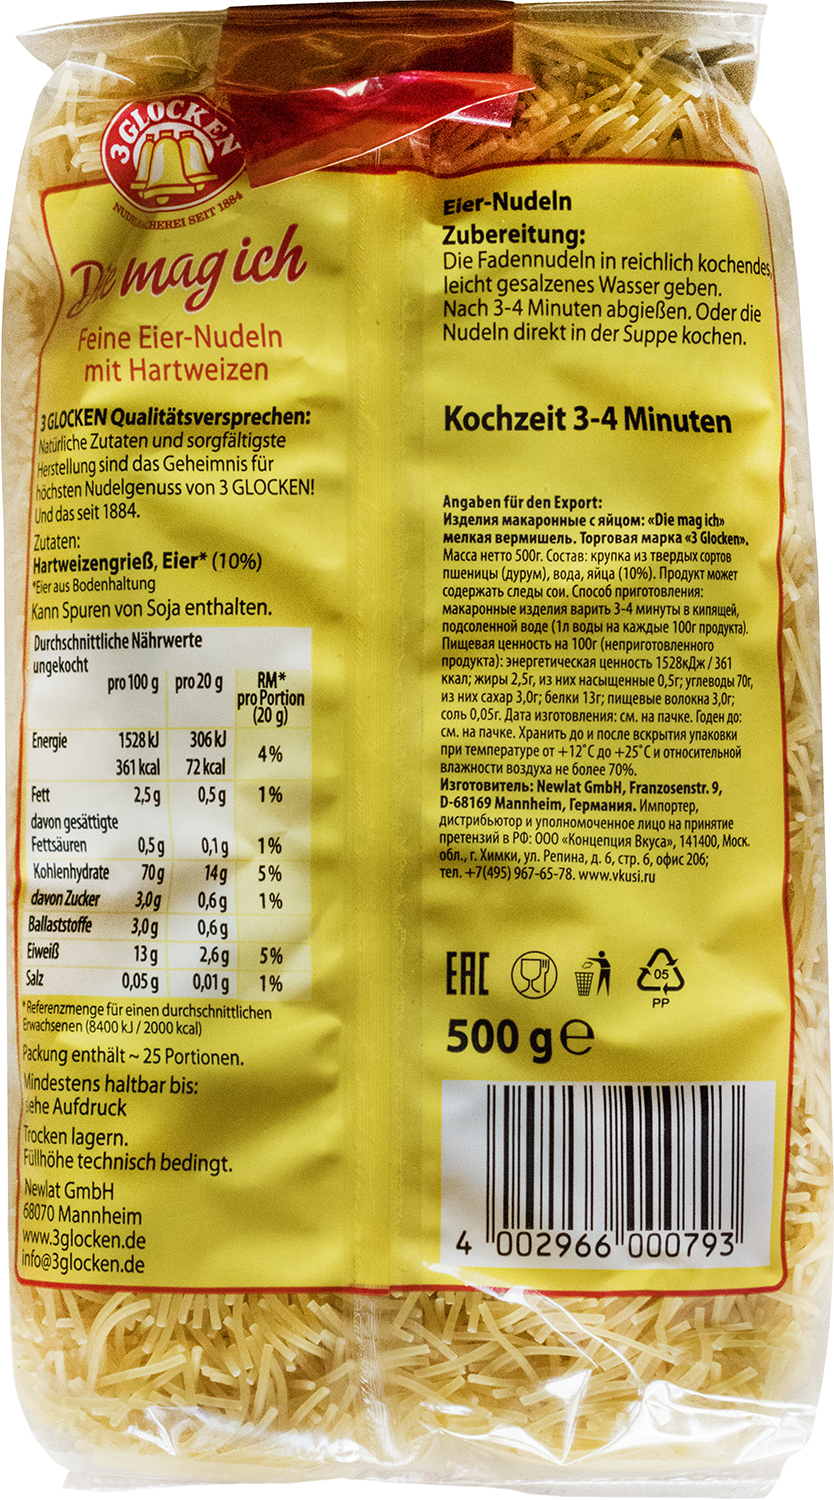 3 GLOCKEN
NUDELMACHEREI SEIT 1884
Die mag ich
Feine Eier-Nudeln
mit Hartweizen
3 GLOCKEN Qualitätsversprechen:
Natürliche Zutaten und sorgfältigste
Herstellung sind das Geheimnis für
höchsten Nudelgenuss von 3 GLOCKEN!
Und das seit 1884.
Zutaten:
Hartweizengrieß, Eier* (10%)
*Eier aus Bodenhaltung
Kann Spuren von Soja enthalten.
Durchschnittliche Nährwerte
ungekocht
pro 100 g pro 20 g RM*
pro Portion
(20 g)
Energie 1528 kJ 306 kJ 4%
361 kcal 72 kcal
Fett 2,5 g 0,5 g 1%
davon gesättigte
Fettsäuren 0,5 g 0,1 g 1%
Kohlenhydrate 70 g 14 g 5%
davon Zucker 3,0 g 0,6 g 1%
Ballaststoffe 3,0 g 0,6 g
Eiweiß 13 g 2,6 g 5%
Salz 0,05 g 0,01 g 1%
*Referenzmenge für einen durchschnittlichen
Erwachsenen (8400 kJ / 2000 kcal)
Packung enthält ~ 25 Portionen.
Mindestens haltbar bis:
siehe Aufdruck
Trocken lagern.
Füllhöhe technisch bedingt.
Newlat GmbH
68070 Mannheim
www.3glocken.de
info@3glocken.de
Eier-Nudeln
Zubereitung:
Die Fadennudeln in reichlich kochendes,
leicht gesalzenes Wasser geben.
Nach 3-4 Minuten abgießen. Oder die
Nudeln direkt in der Suppe kochen.
Kochzeit 3-4 Minuten
Angaben für den Export:
Изделия макаронные с яйцом: «Die mag ich»
мелкая вермишель. Торговая марка «3 Glocken».
Масса нетто 500г. Состав: крупка из твердых сортов
пшеницы (дурум), вода, яйца (10%). Продукт может
содержать следы сои. Способ приготовления:
макаронные изделия варить 3-4 минуты в кипящей,
подсоленной воде (1л воды на каждые 100г продукта).
Пищевая ценность на 100г (неприготовленного
продукта): энергетическая ценность 1528кДж / 361
ккал; жиры 2,5г, из них насыщенные 0,5г; углеводы 70г,
из них сахар 3,0г; белки 13г; пищевые волокна 3,0г;
соль 0,05г. Дата изготовления: см. на пачке. Годен до:
см. на пачке. Хранить до и после вскрытия упаковки
при температуре от +12˚С до +25˚С и относительной
влажности воздуха не более 70%.
Изготовитель: Newlat GmbH, Franzosenstr. 9,
D-68169 Mannheim, Германия. Импортер,
дистрибьютор и уполномоченное лицо на принятие
претензий в РФ: ООО «Концепция Вкуса», 141400, Моск.
обл., г. Химки, ул. Репина, д. 6, стр. 6, офис 206;
тел. +7(495) 967-65-78. www.vkusi.ru
EAC
05
PP
500 g e
4 002966 000793